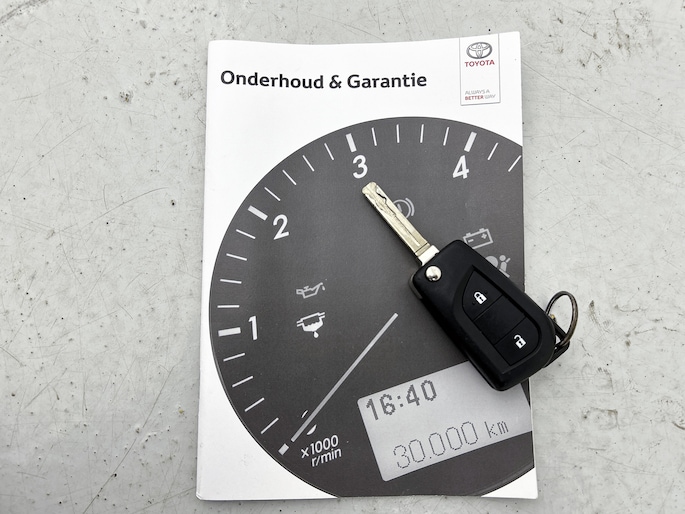 Onderhoud & Garantie
TOYOTA
ALWAYS A
BETTER WAY
4
3
2
1
16:40
30.000 km
x1000
r/min